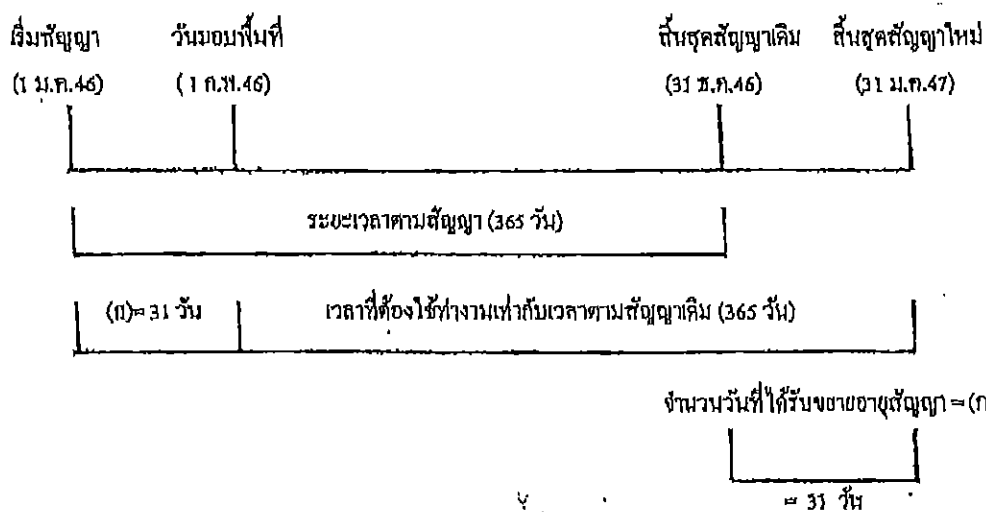 เริ่มสัญญา วันมอบพื้นที่ สิ้นสุดสัญญาเดิม สิ้นสุดสัญญาใหม่
(1 ม.ค.46) (1 ก.พ.46) (31 ธ.ค.46) (31 ม.ค.47)
ระยะเวลาตามสัญญา (365 วัน)
(ก)= 31 วัน เวลาที่ต้องใช้ทำงานเท่ากับเวลาตามสัญญาเดิม (365 วัน)
จำนวนวันที่ได้รับขยายอายุสัญญา = (ก
= 31 วัน